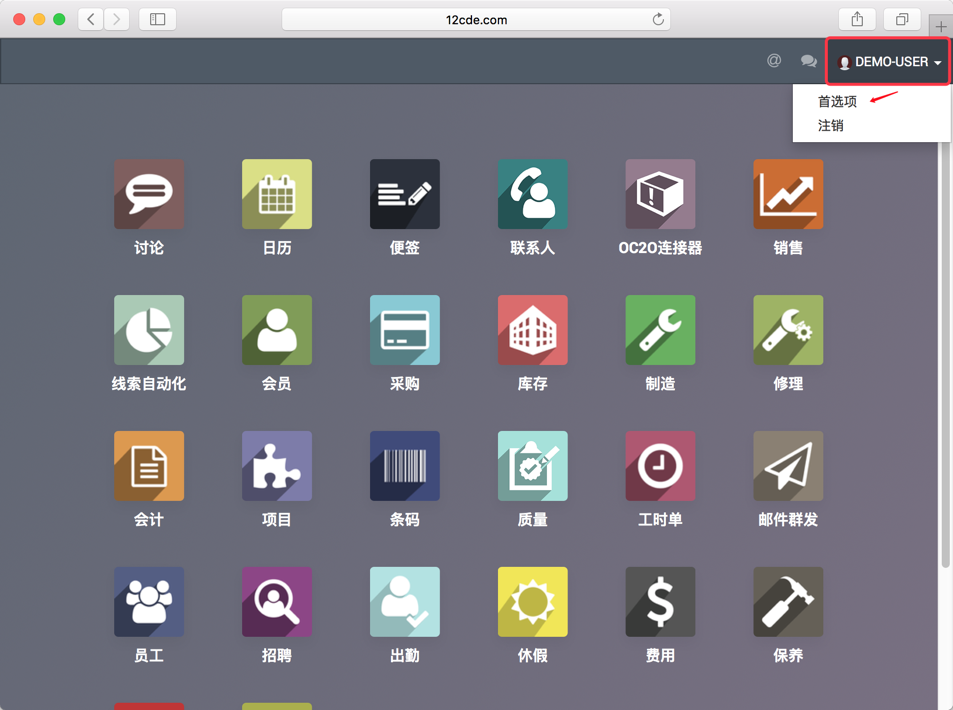 12cde.com
@
DEMO-USER
首选项
注销
讨论
日历
便签
联系人
OC2O连接器
销售
线索自动化
会员
采购
库存
制造
修理
会计
项目
条码
质量
工时单
邮件群发
员工
招聘
出勤
休假
费用
保养